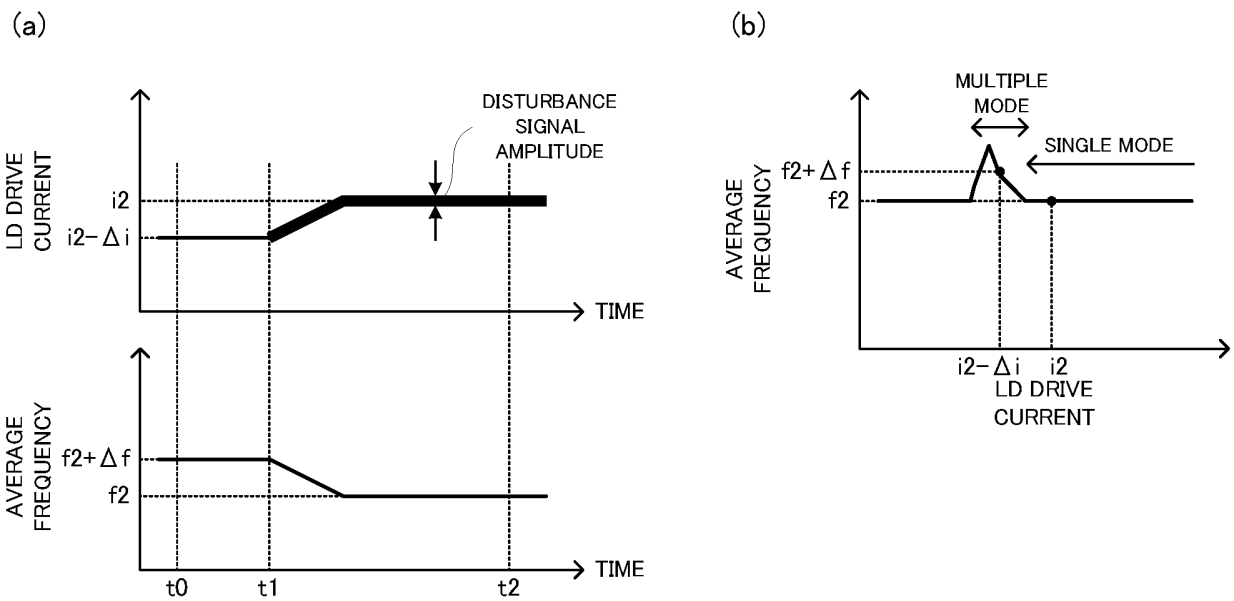 (a)
DISTURBANCE
SIGNAL
AMPLITUDE
LD DRIVE
CURRENT
i2
i2-Δi
TIME
AVERAGE
FREQUENCY
f2+Δf
f2
TIME
t0
t1
t2
(b)
MULTIPLE
MODE
SINGLE MODE
AVERAGE
FREQUENCY
f2+Δf
f2
i2-Δi
i2
LD DRIVE
CURRENT